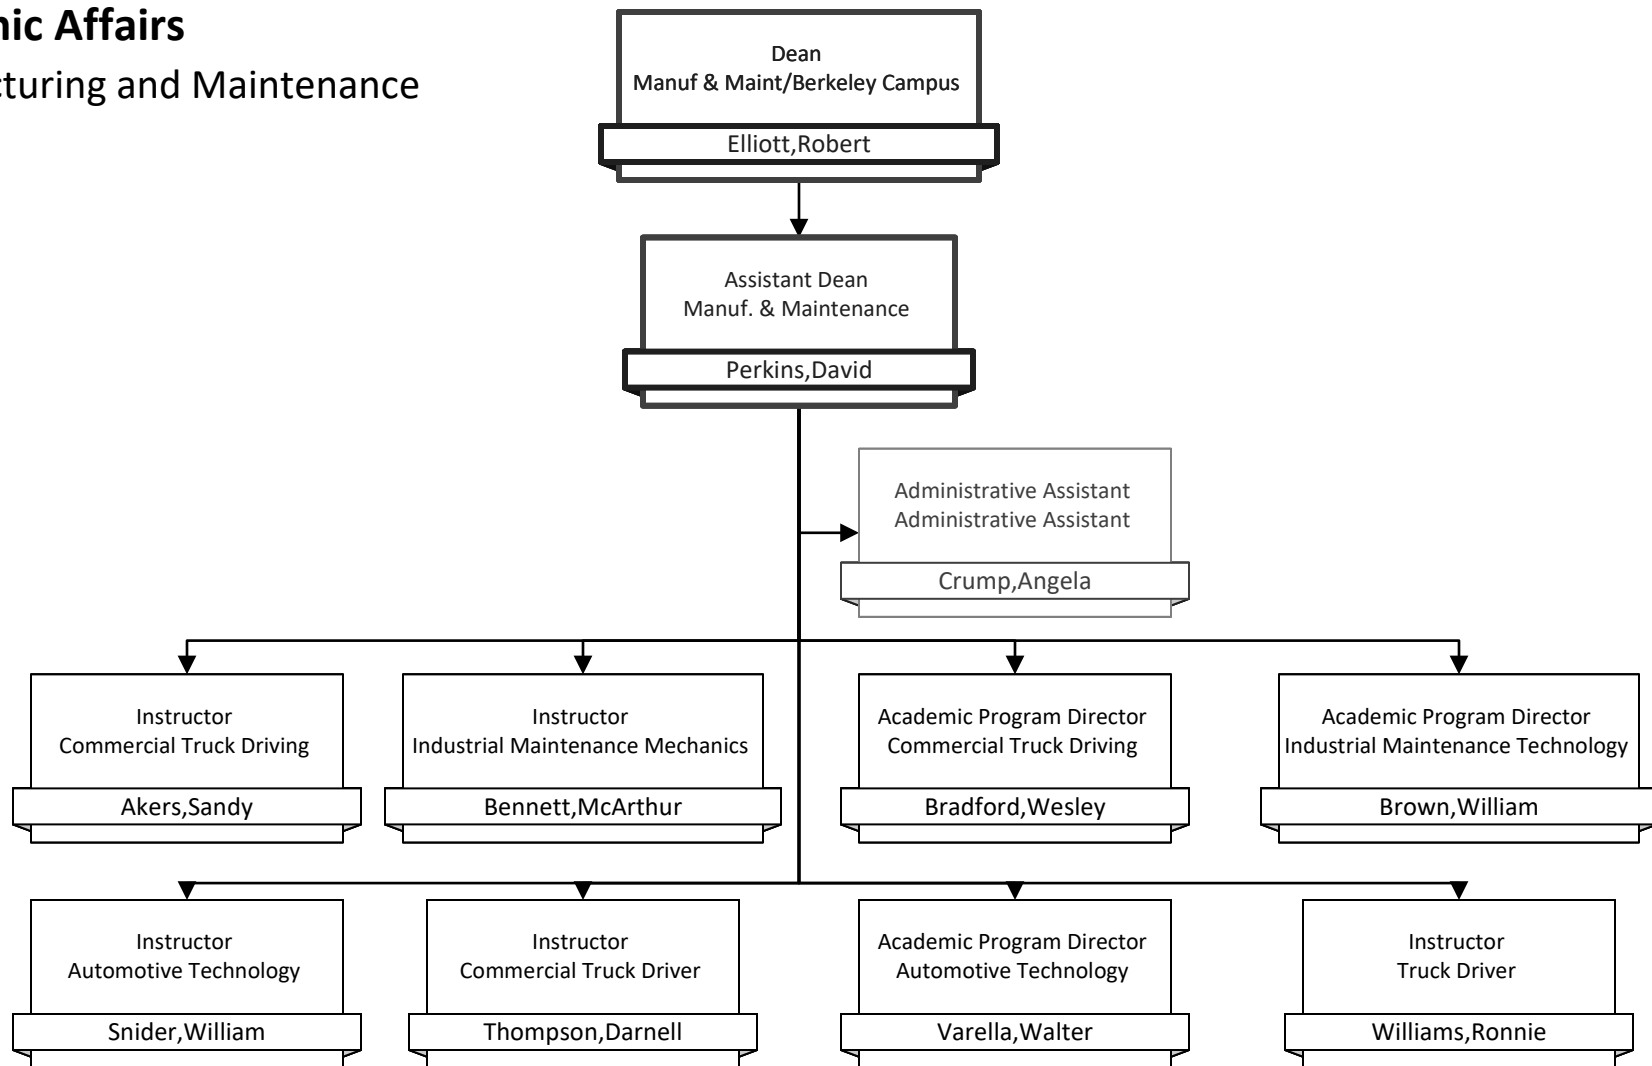 nic Affairs
cturing and Maintenance
Dean
Manuf & Maint/Berkeley Campus
Elliott,Robert
Assistant Dean
Manuf. & Maintenance
Perkins,David
Administrative Assistant
Administrative Assistant
Crump,Angela
Instructor
Commercial Truck Driving
Akers,Sandy
Instructor
Industrial Maintenance Mechanics
Bennett,McArthur
Academic Program Director
Commercial Truck Driving
Bradford,Wesley
Academic Program Director
Industrial Maintenance Technology
Brown,William
Instructor
Automotive Technology
Snider,William
Instructor
Commercial Truck Driver
Thompson,Darnell
Academic Program Director
Automotive Technology
Varella,Walter
Instructor
Truck Driver
Williams,Ronnie